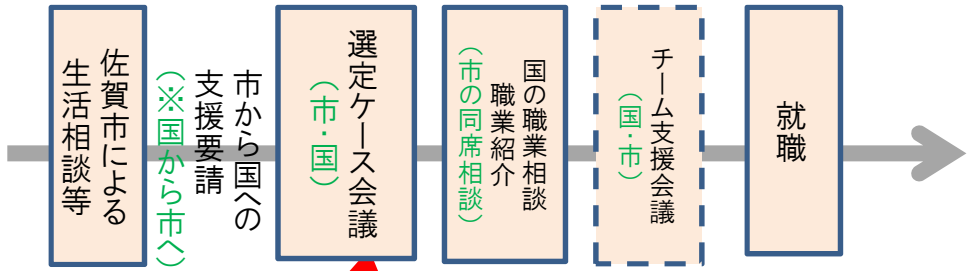 佐賀市による
生活相談等
市から国への
支援要請
（※国から市へ）
選定ケース会議
（市・国）
国の職業相談
職業紹介
（市の同席相談）
チーム支援会議
（国・市）
就職